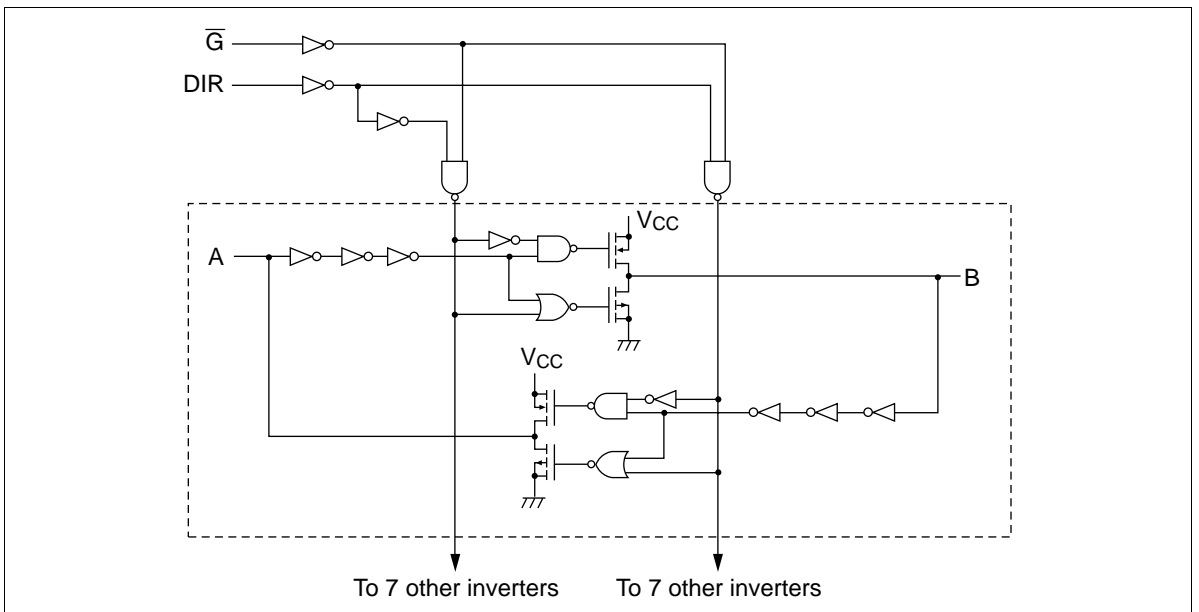 G̅
DIR
VCC
A
B
VCC
To 7 other inverters
To 7 other inverters